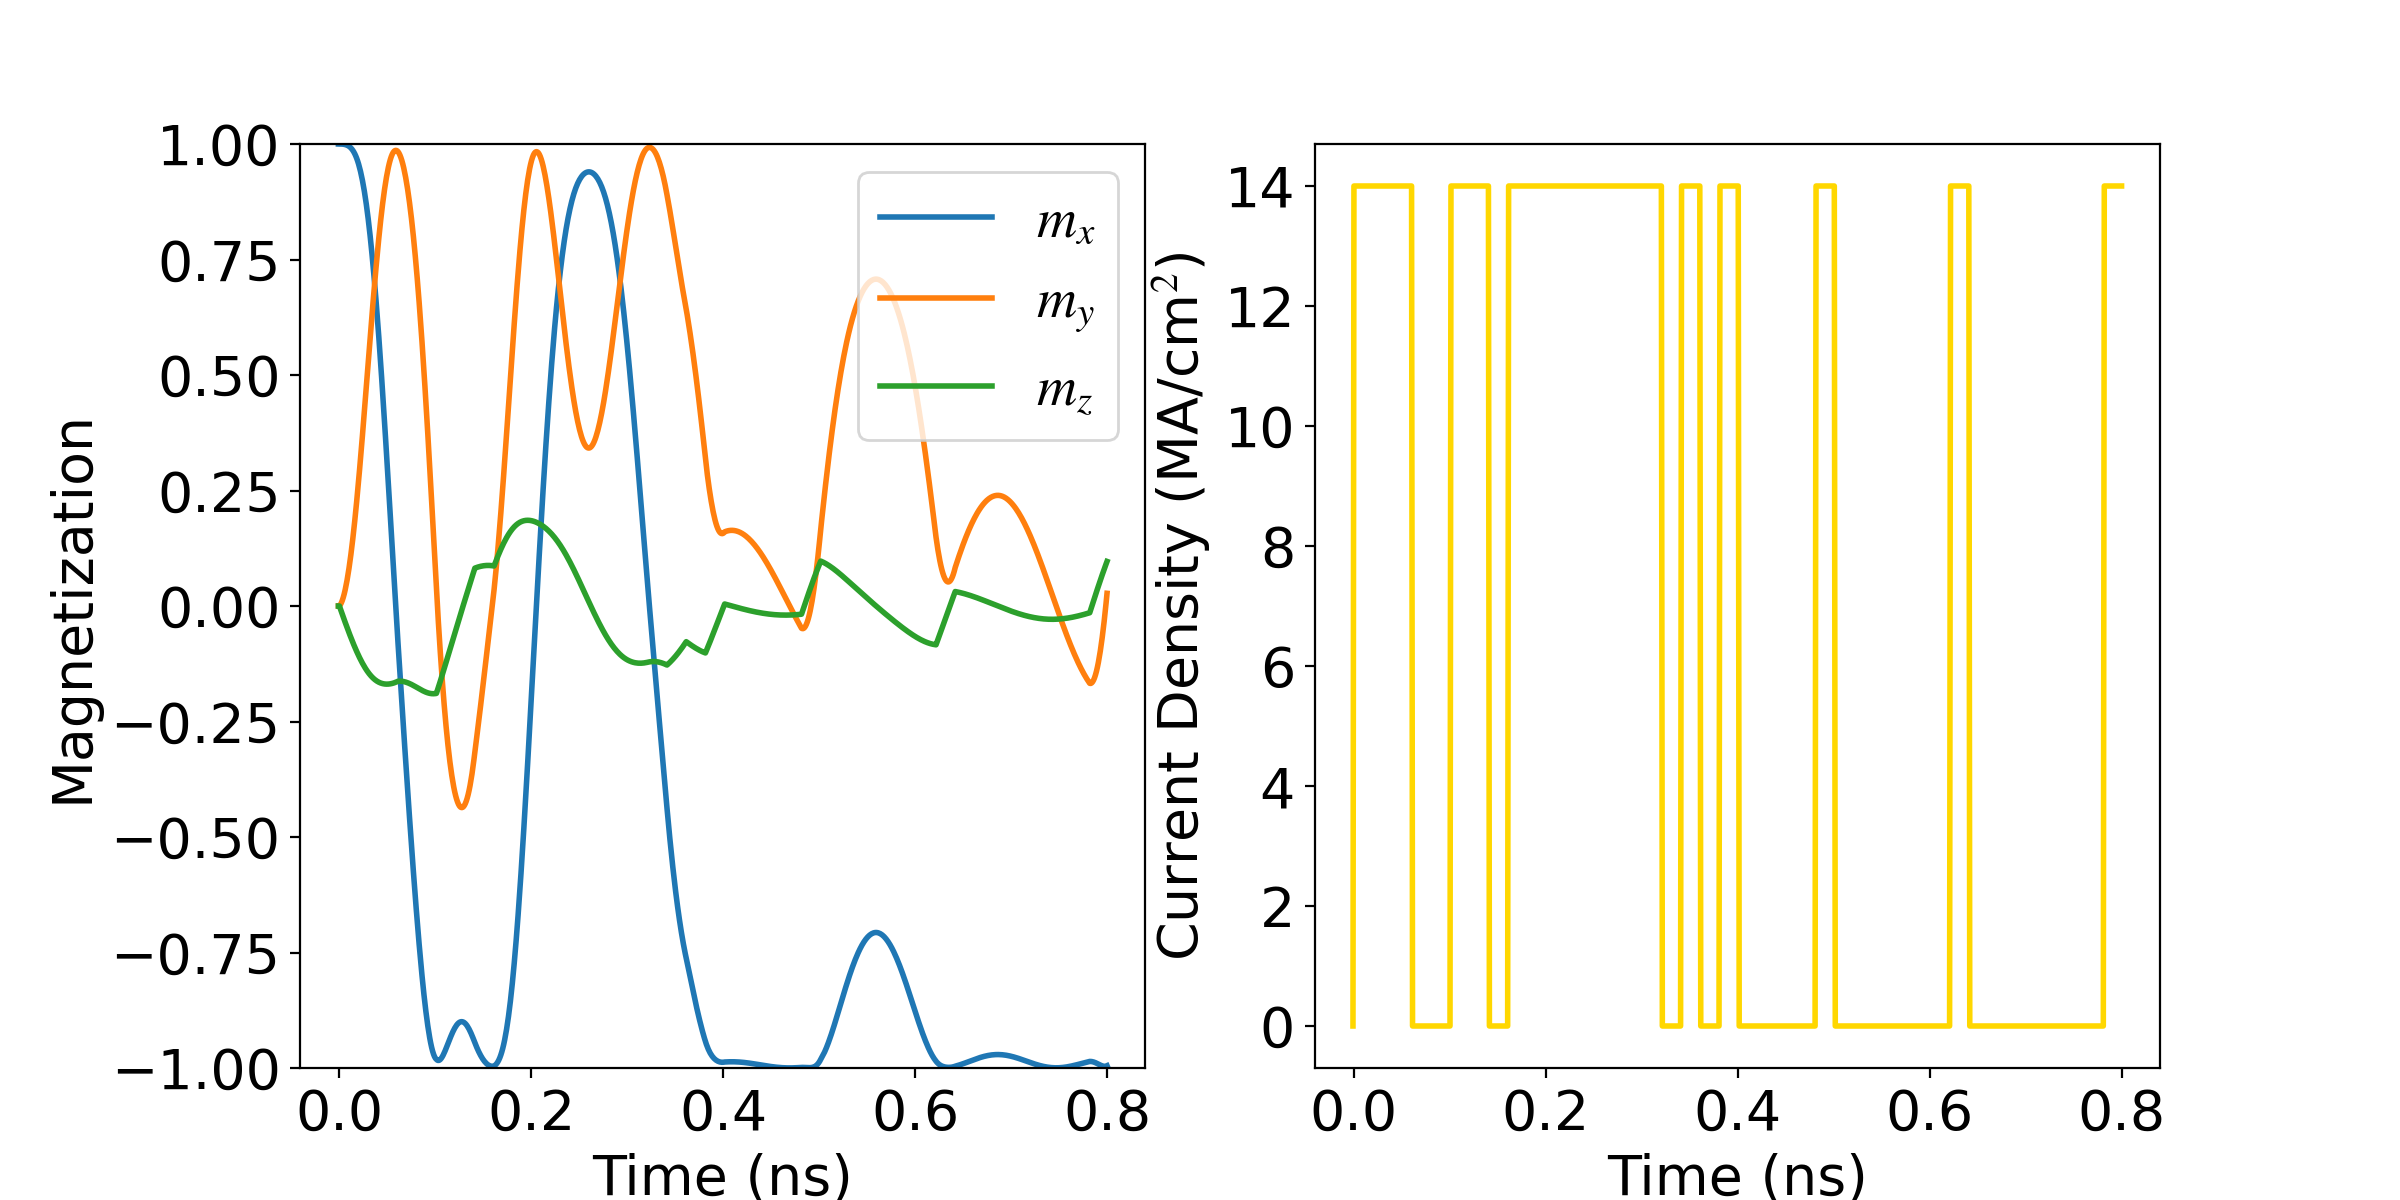 Magnetization
1.00
0.75
0.50
0.25
0.00
−0.25
−0.50
−0.75
−1.00
0.0 0.2 0.4 0.6 0.8
Time (ns)
m_x
m_y
m_z
Current Density (MA/cm²)
14
12
10
8
6
4
2
0
0.0 0.2 0.4 0.6 0.8
Time (ns)